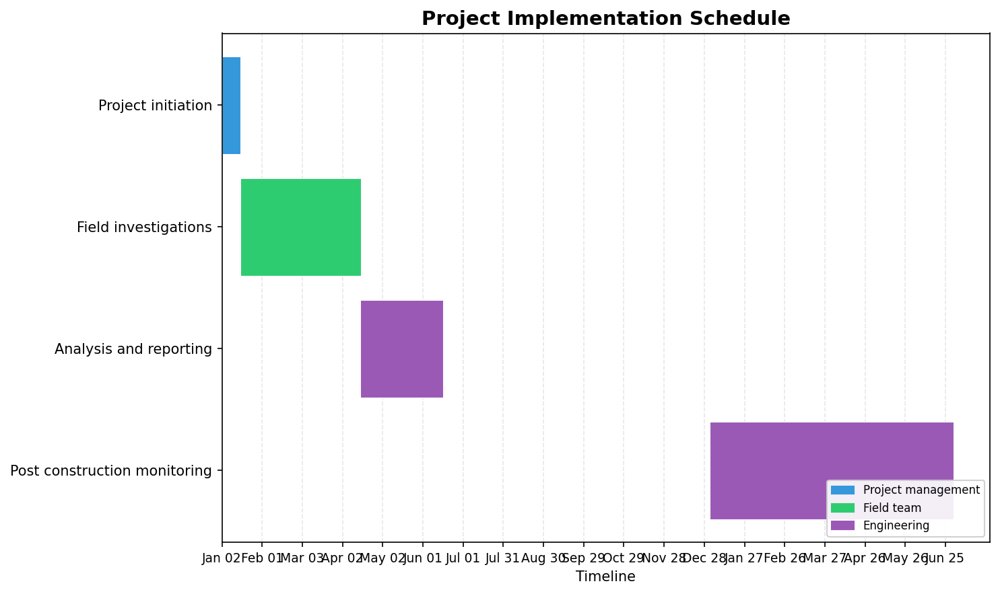 Project Implementation Schedule
Project initiation
Field investigations
Analysis and reporting
Post construction monitoring
Project management
Field team
Engineering
Jan 02 Feb 01 Mar 03 Apr 02 May 02 Jun 01 Jul 01 Jul 31 Aug 30 Sep 29 Oct 29 Nov 28 Dec 28 Jan 27 Feb 26 Mar 27 Apr 26 May 26 Jun 25
Timeline